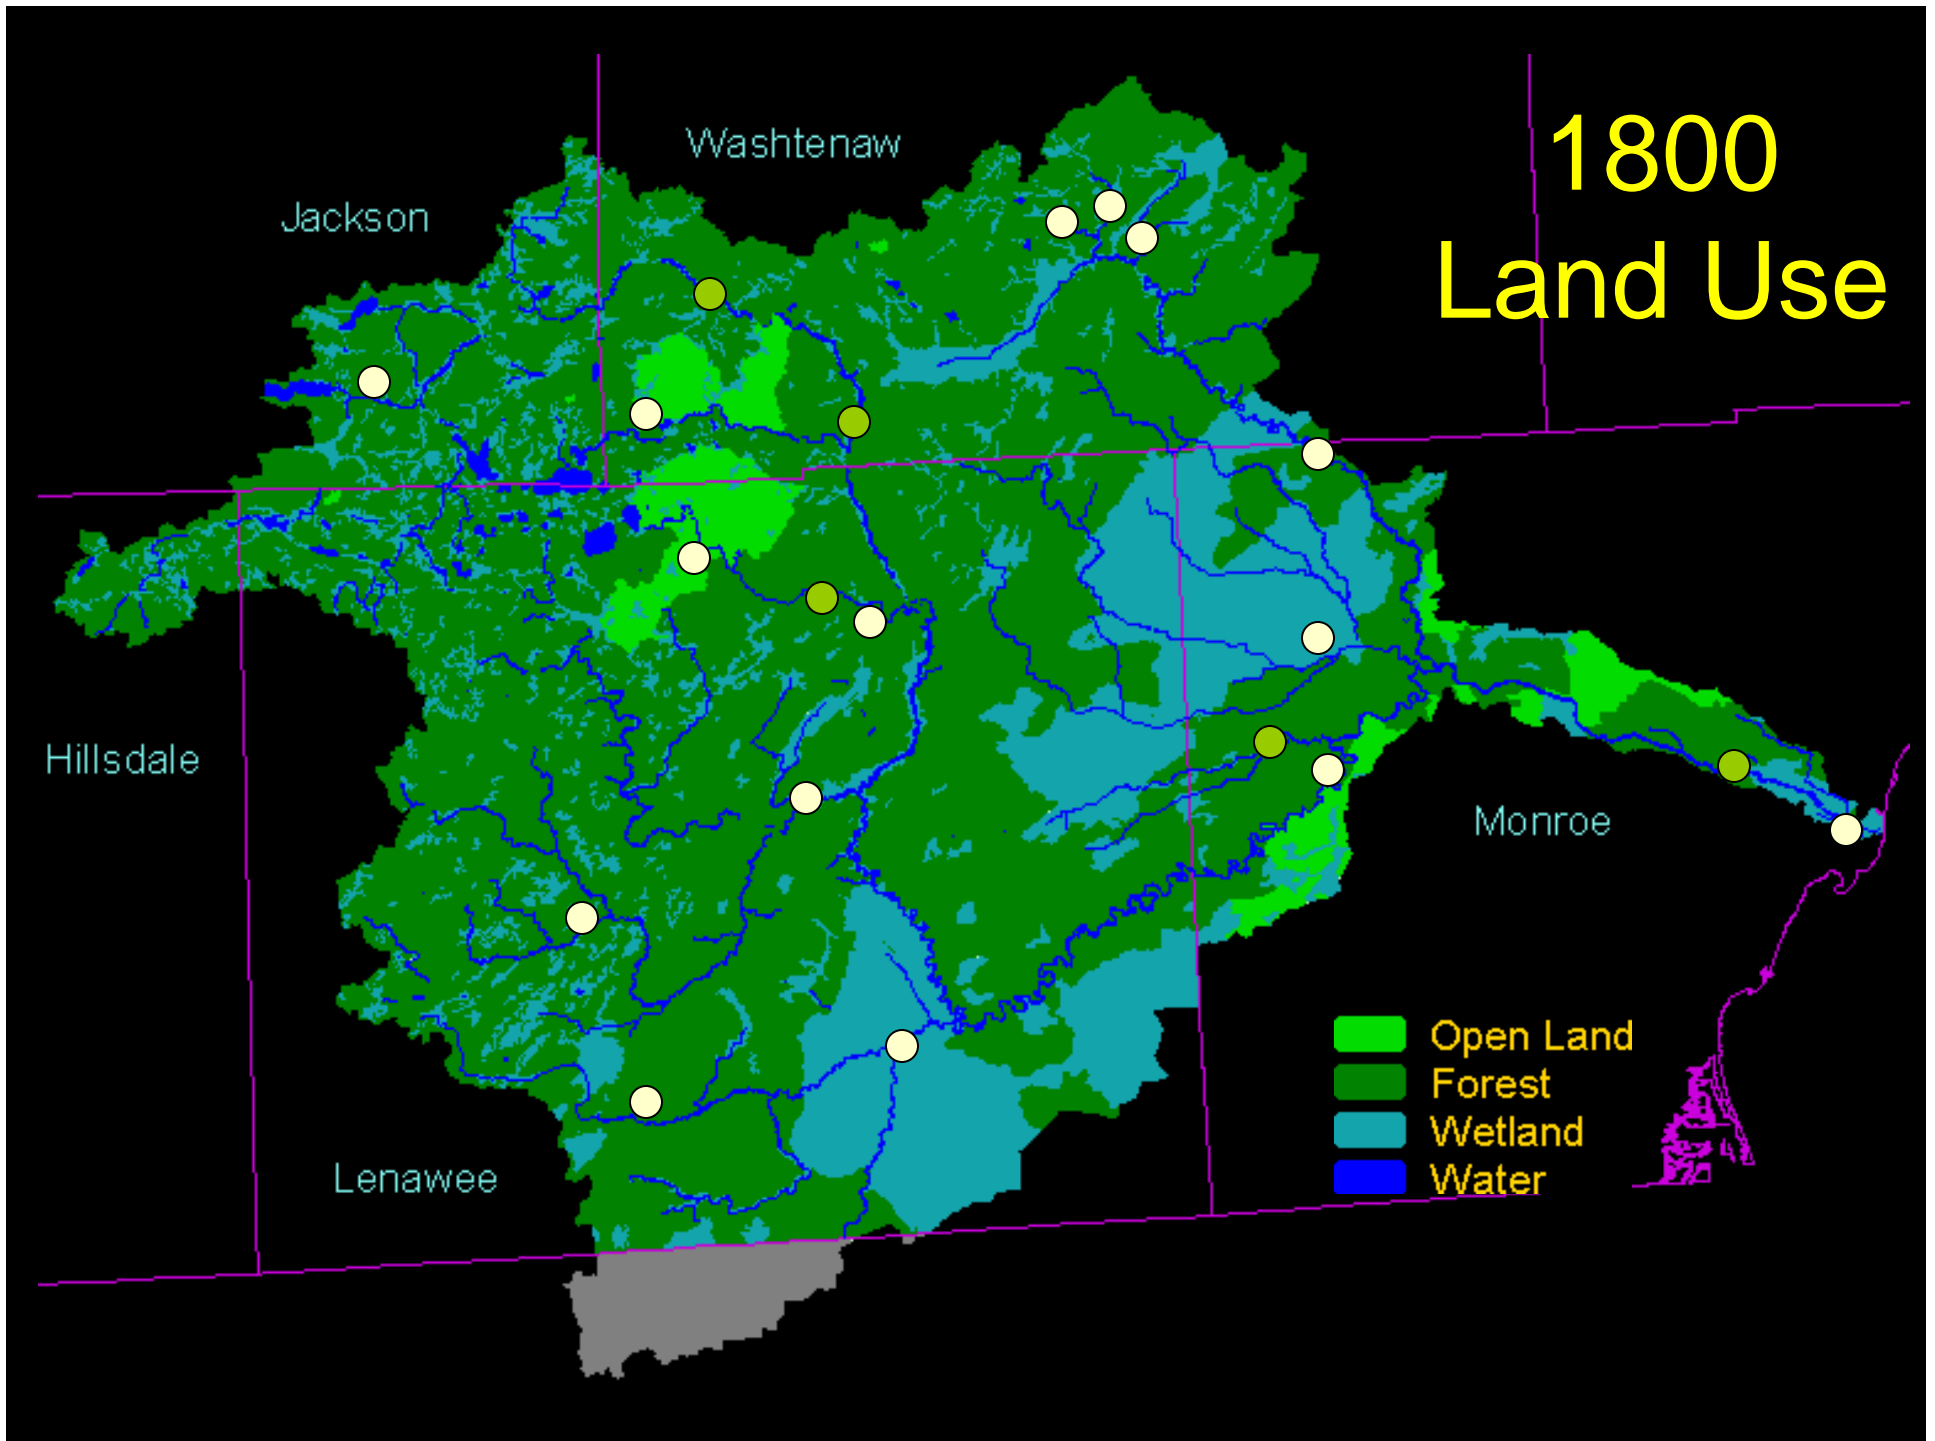 1800
Land Use
Washtenaw
Jackson
Hillsdale
Monroe
Lenawee
Open Land
Forest
Wetland
Water